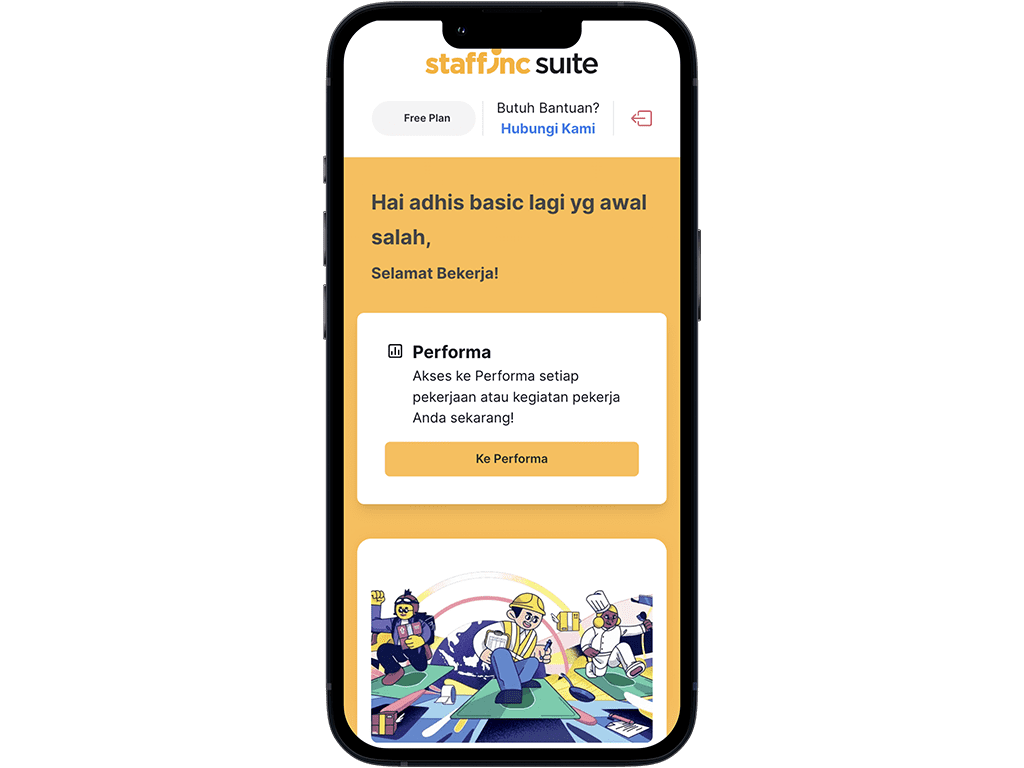 staffinc suite
Free Plan
Butuh Bantuan?
Hubungi Kami
Hai adhis basic lagi yg awal
salah,
Selamat Bekerja!
Performa
Akses ke Performa setiap
pekerjaan atau kegiatan pekerja
Anda sekarang!
Ke Performa